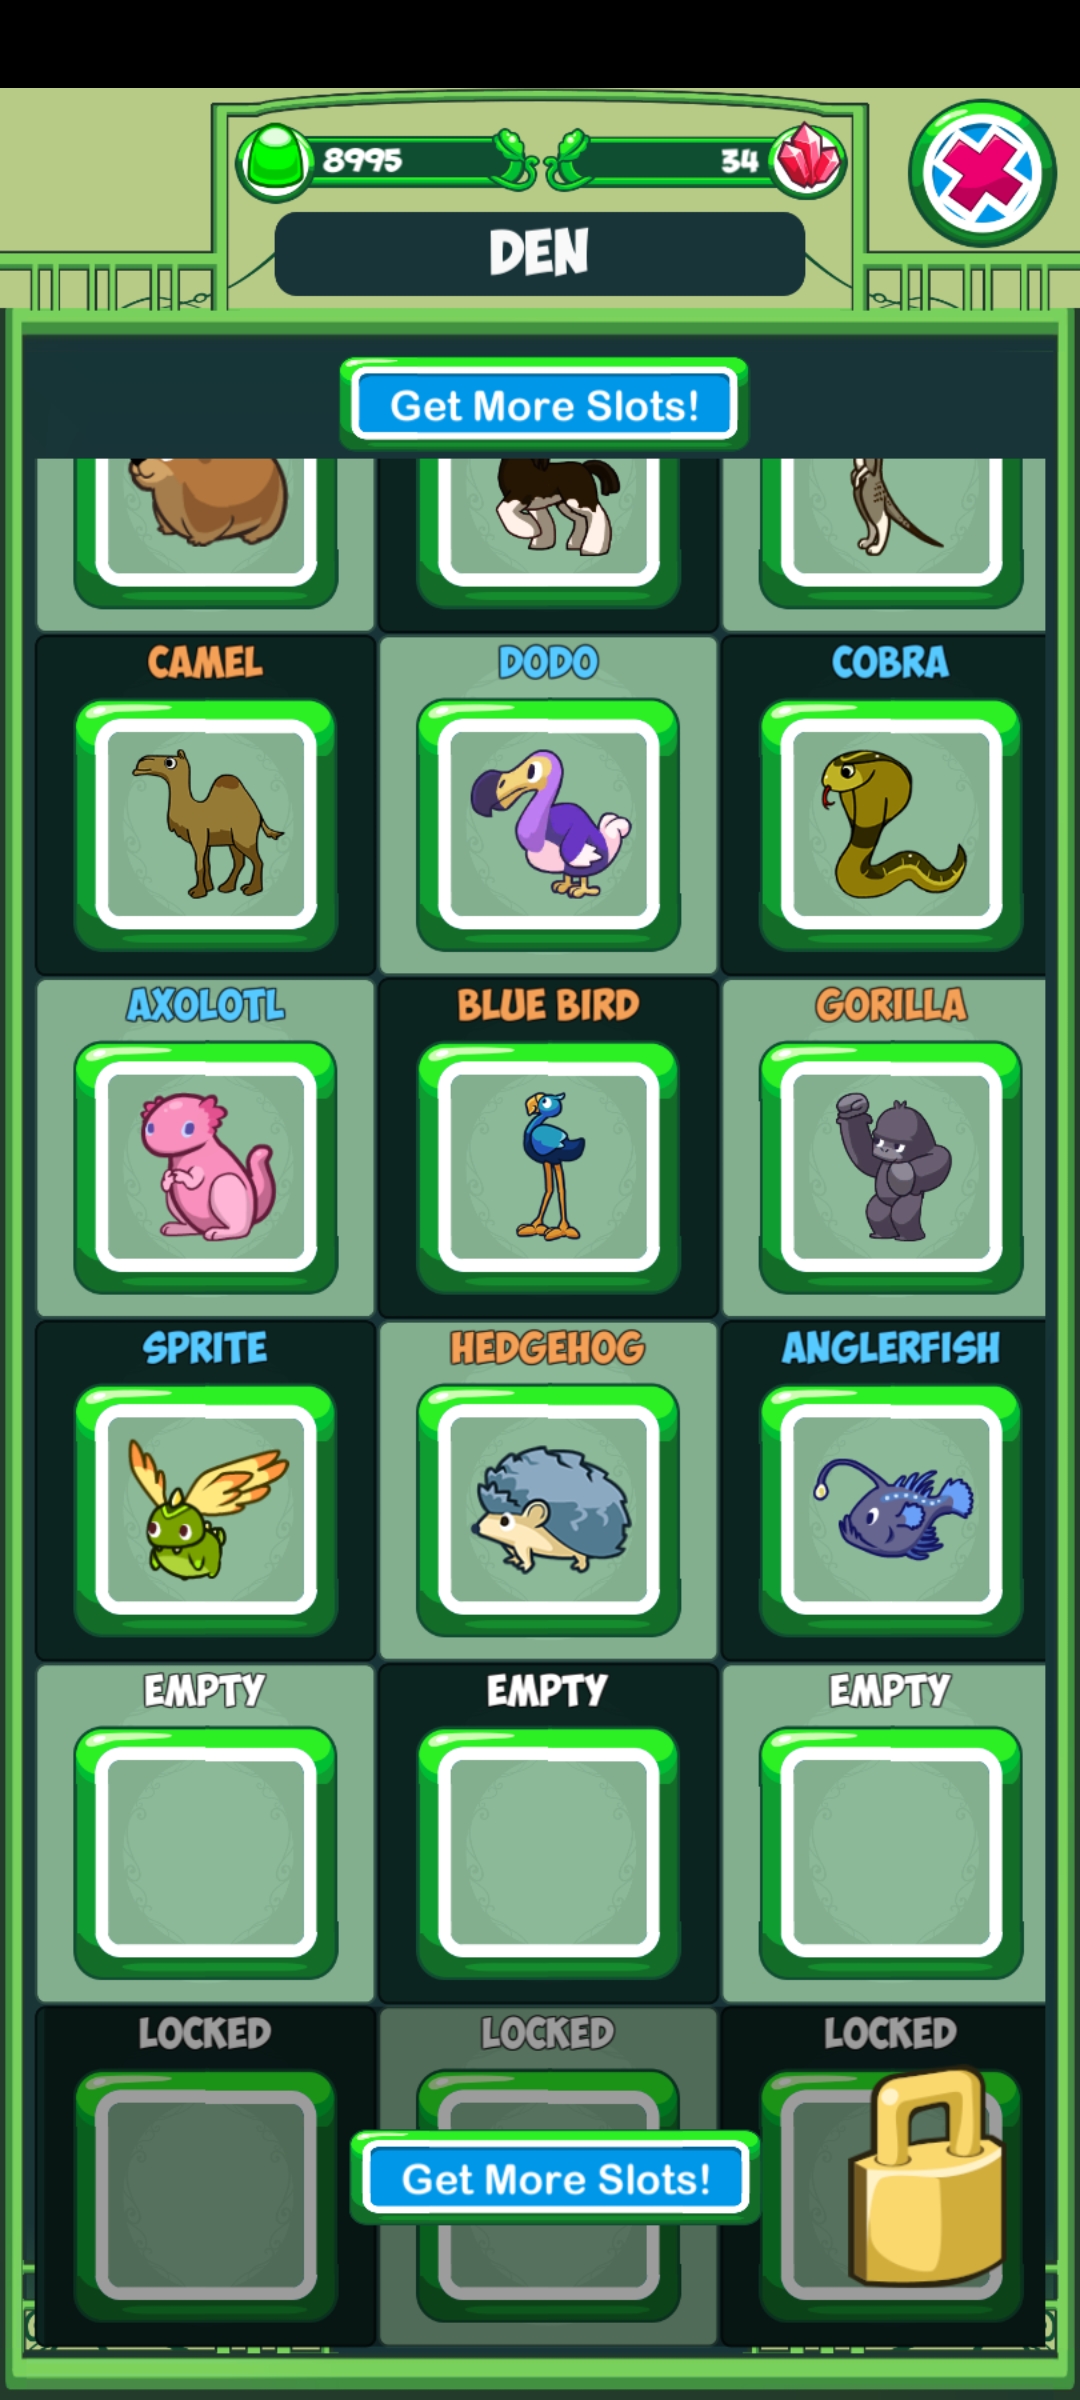 8995 34
DEN
Get More Slots!
CAMEL DODO COBRA
AXOLOTL BLUE BIRD GORILLA
SPRITE HEDGEHOG ANGLERFISH
EMPTY EMPTY EMPTY
LOCKED LOCKED LOCKED
Get More Slots!